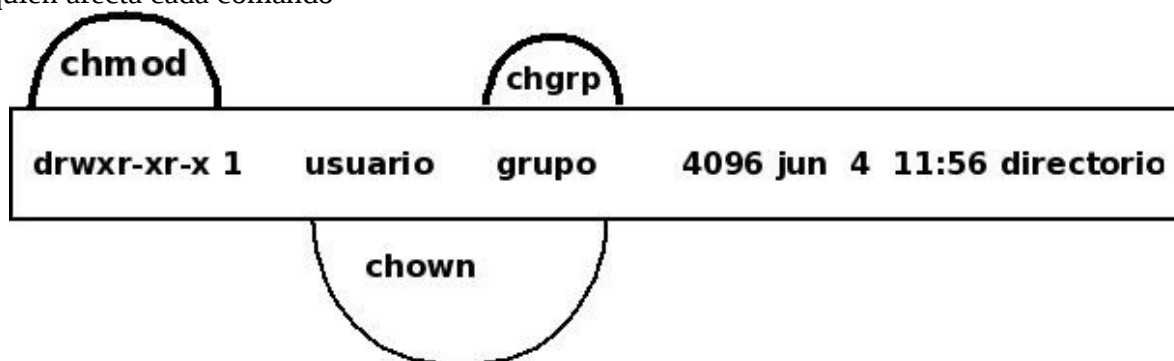 quien afecta cada comando
chmod
chgrp
drwxr-xr-x 1 usuario grupo 4096 jun 4 11:56 directorio
chown